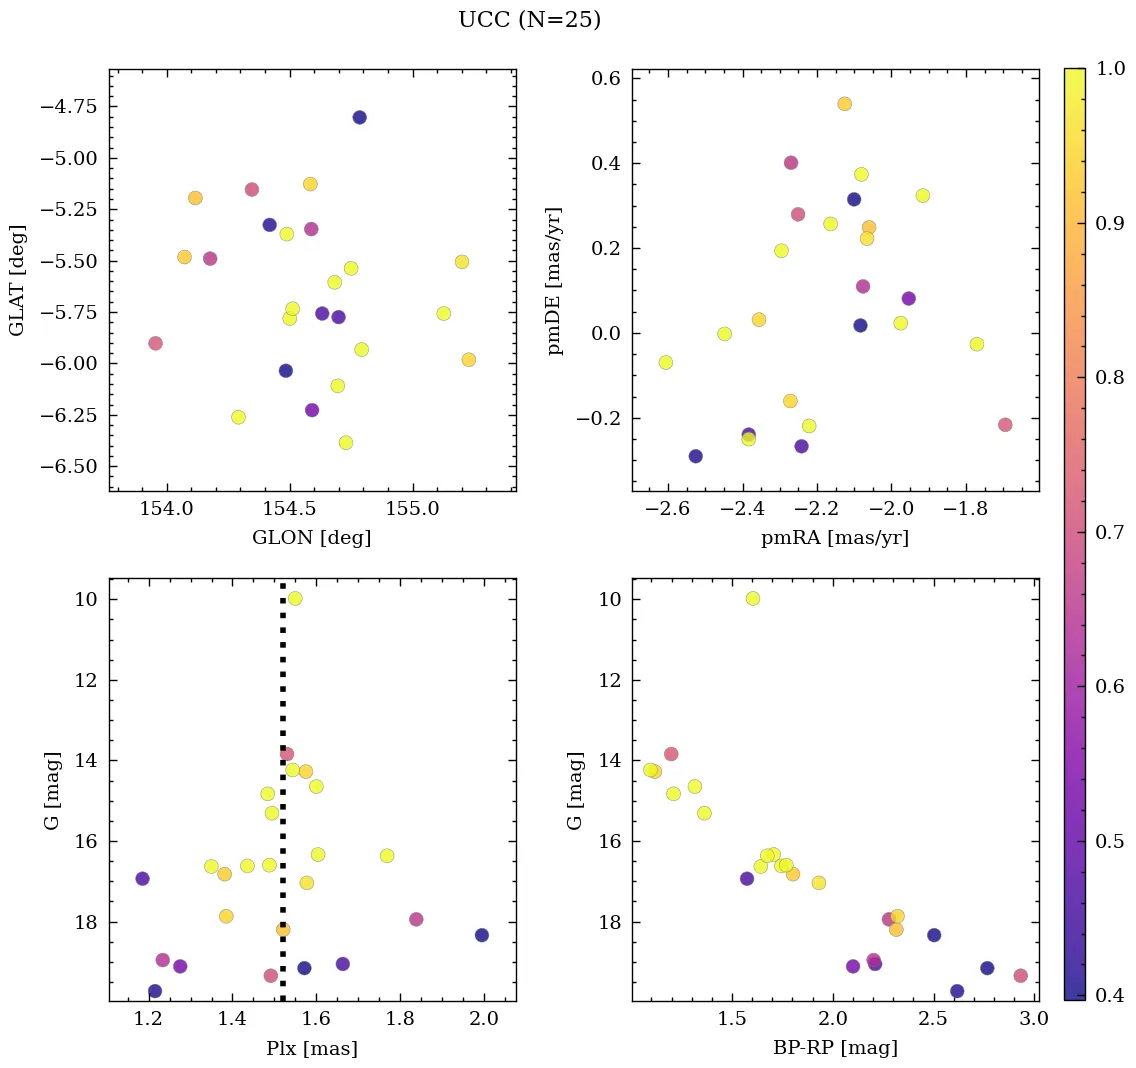 UCC (N=25)
−4.75
−5.00
−5.25
−5.50
−5.75
−6.00
−6.25
−6.50
GLAT [deg]
154.0 154.5 155.0
GLON [deg]
0.6
0.4
0.2
0.0
−0.2
pmDE [mas/yr]
−2.6 −2.4 −2.2 −2.0 −1.8
pmRA [mas/yr]
10
12
14
16
18
G [mag]
1.2 1.4 1.6 1.8 2.0
Plx [mas]
10
12
14
16
18
G [mag]
1.5 2.0 2.5 3.0
BP-RP [mag]
1.0
0.9
0.8
0.7
0.6
0.5
0.4